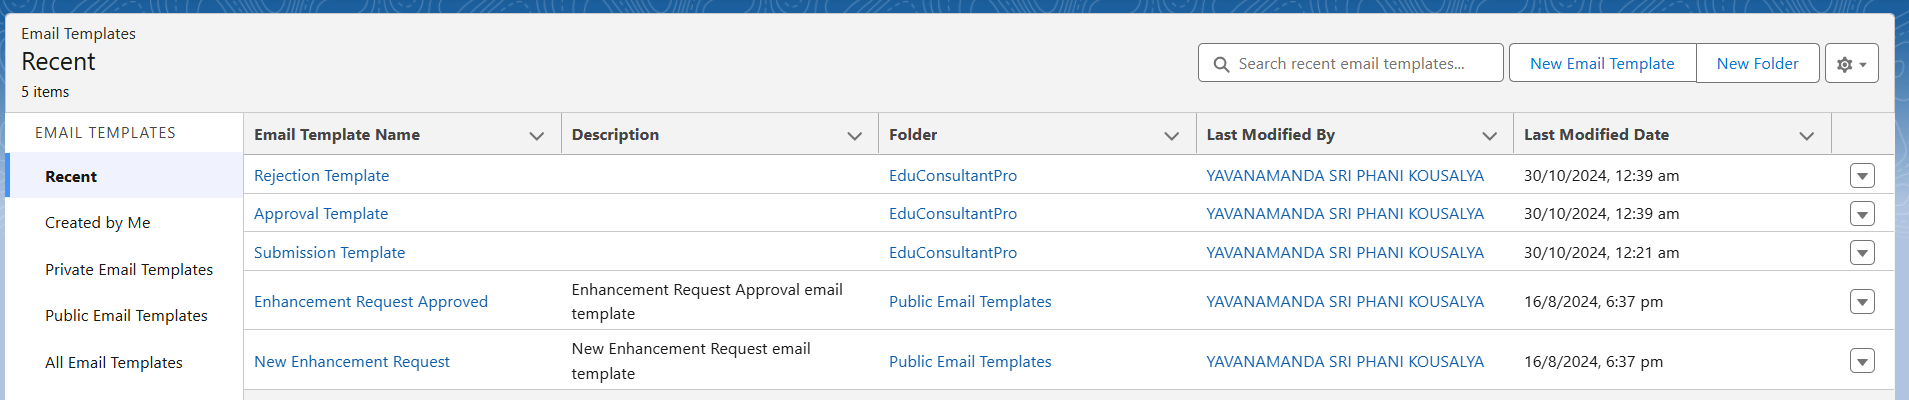 Email Templates
Recent
5 items
Search recent email templates...
New Email Template
New Folder
EMAIL TEMPLATES
Recent
Created by Me
Private Email Templates
Public Email Templates
All Email Templates
Email Template Name Description Folder Last Modified By Last Modified Date
Rejection Template EduConsultantPro YAVANAMANDA SRI PHANI KOUSALYA 30/10/2024, 12:39 am
Approval Template EduConsultantPro YAVANAMANDA SRI PHANI KOUSALYA 30/10/2024, 12:39 am
Submission Template EduConsultantPro YAVANAMANDA SRI PHANI KOUSALYA 30/10/2024, 12:21 am
Enhancement Request Approved Enhancement Request Approval email
template Public Email Templates YAVANAMANDA SRI PHANI KOUSALYA 16/8/2024, 6:37 pm
New Enhancement Request New Enhancement Request email
template Public Email Templates YAVANAMANDA SRI PHANI KOUSALYA 16/8/2024, 6:37 pm